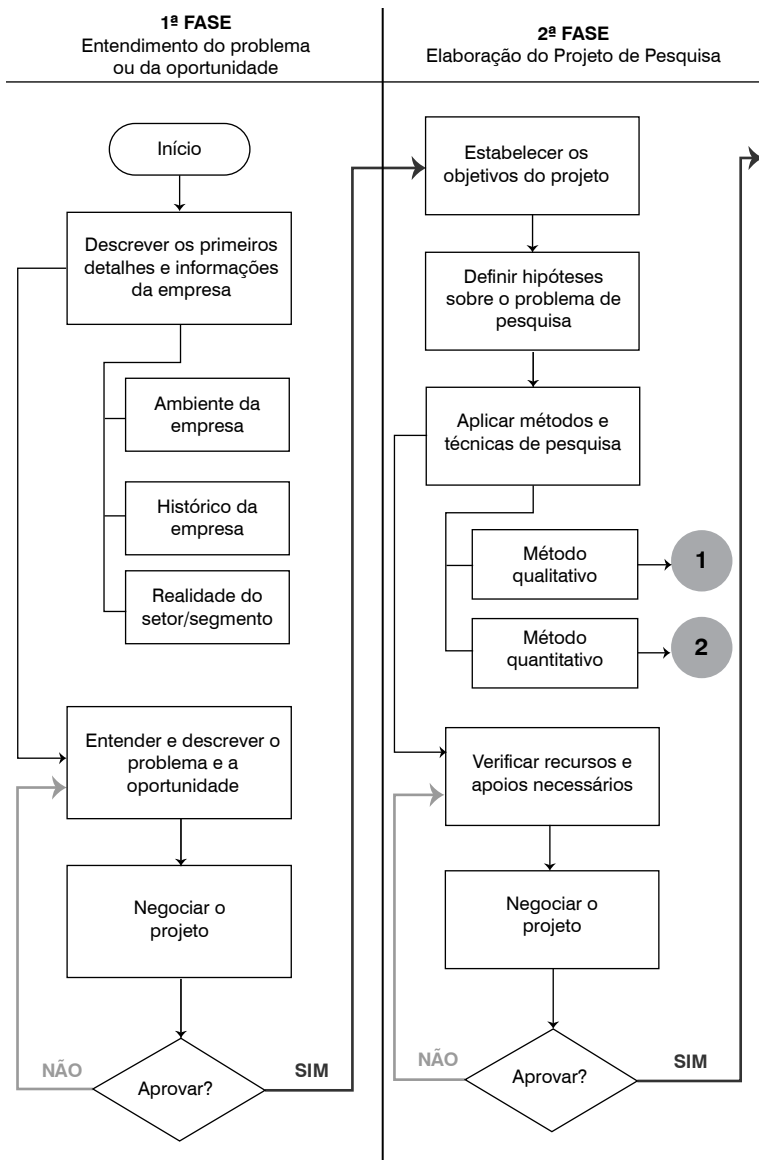 1ª FASE
Entendimento do problema
ou da oportunidade
Início
Descrever os primeiros
detalhes e informações
da empresa
Ambiente da
empresa
Histórico da
empresa
Realidade do
setor/segmento
Entender e descrever o
problema e a
oportunidade
Negociar o
projeto
Aprovar?
NÃO
SIM
2ª FASE
Elaboração do Projeto de Pesquisa
Estabelecer os
objetivos do projeto
Definir hipóteses
sobre o problema de
pesquisa
Aplicar métodos e
técnicas de pesquisa
Método
qualitativo
1
Método
quantitativo
2
Verificar recursos e
apoios necessários
Negociar o
projeto
Aprovar?
NÃO
SIM